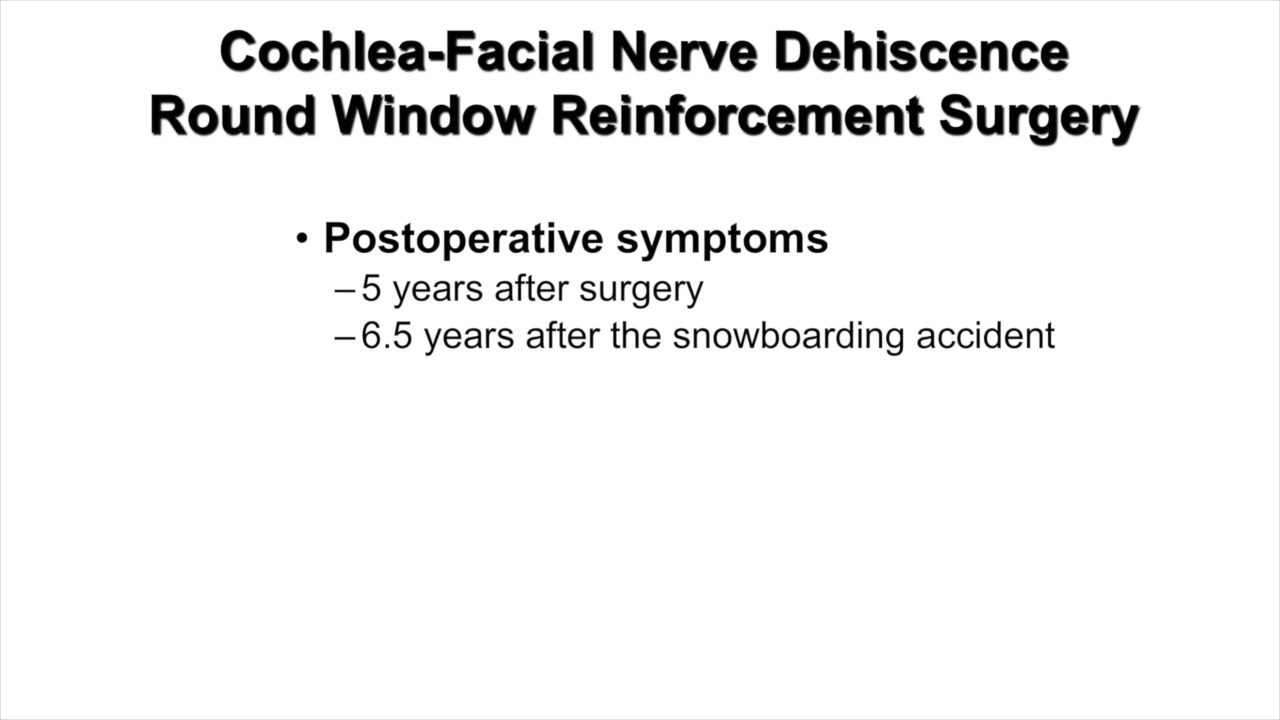 Cochlea-Facial Nerve Dehiscence
Round Window Reinforcement Surgery
• Postoperative symptoms
–5 years after surgery
–6.5 years after the snowboarding accident